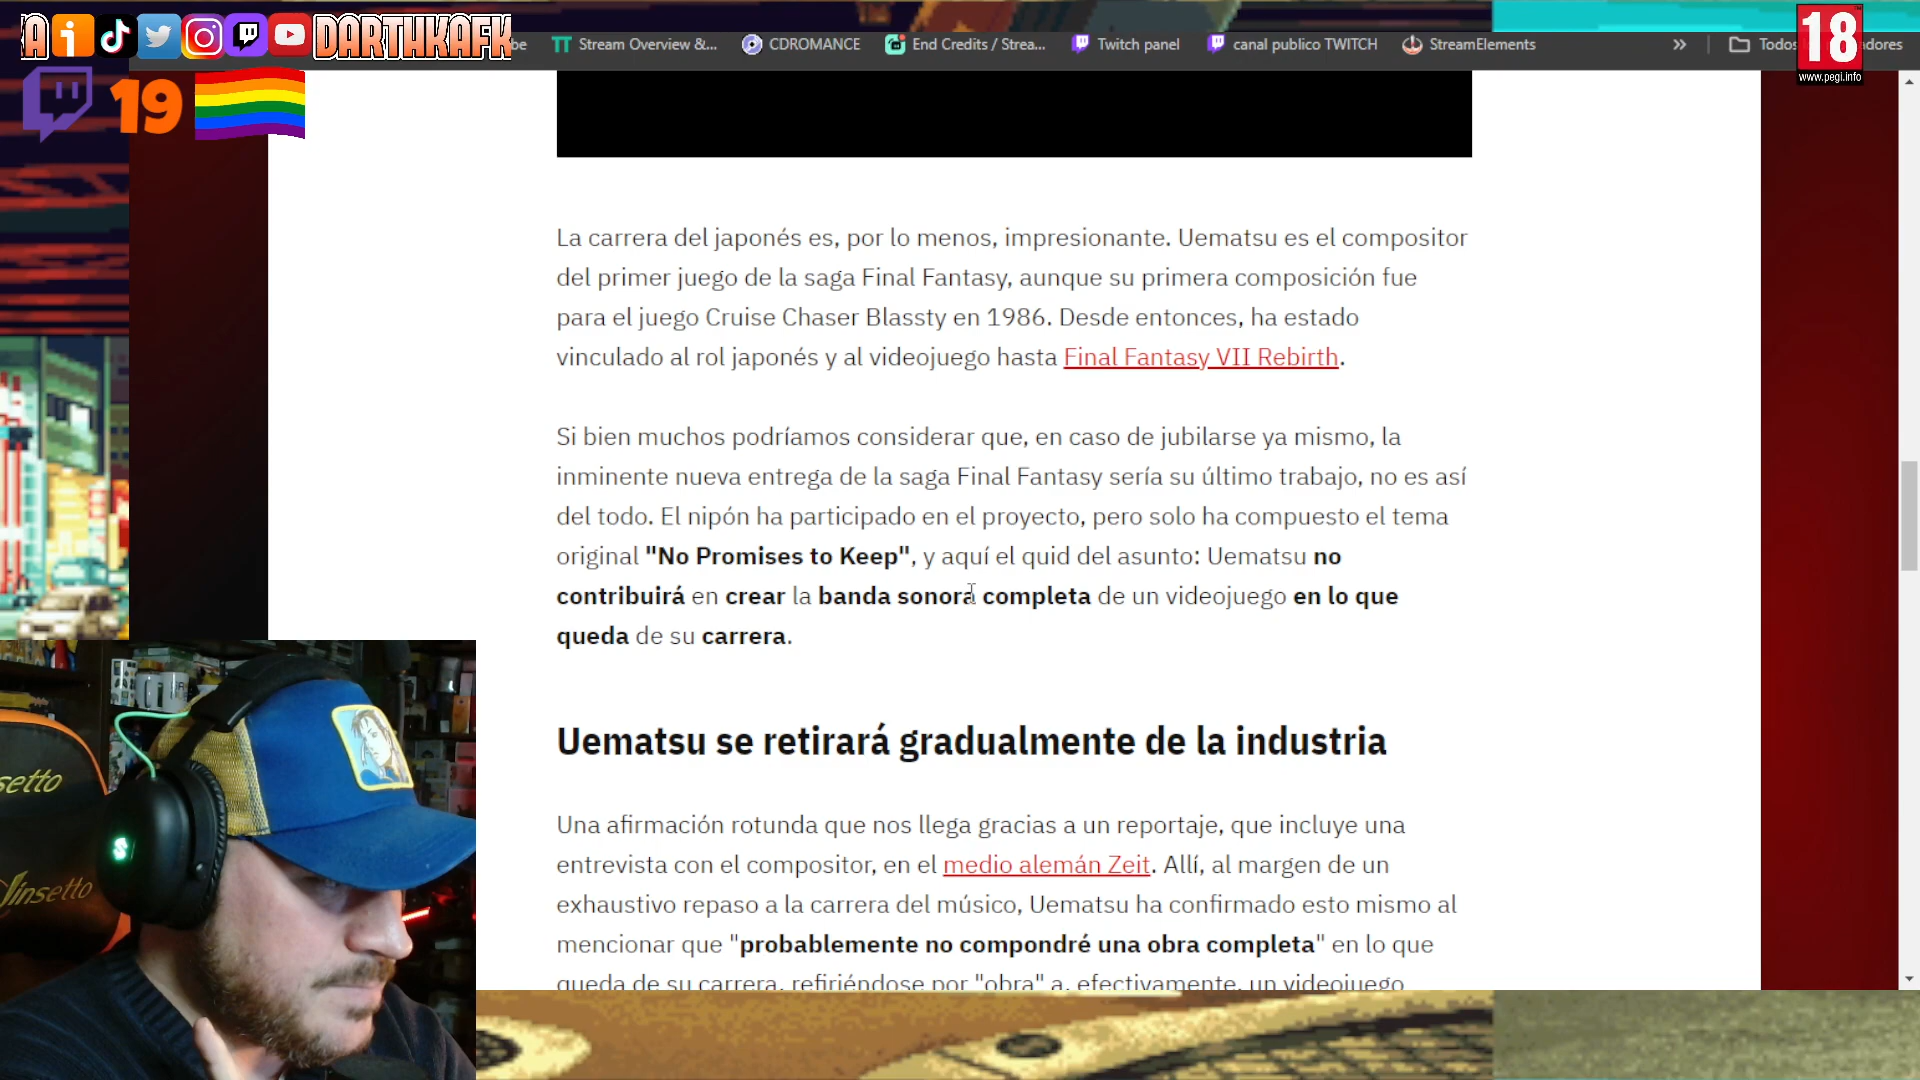 DARTHKAFK
be
Stream Overview &...
CDROMANCE
End Credits / Strea...
Twitch panel
canal publico TWITCH
StreamElements
»
Todos
adores
18
www.pegi.info
19
La carrera del japonés es, por lo menos, impresionante. Uematsu es el compositor
del primer juego de la saga Final Fantasy, aunque su primera composición fue
para el juego Cruise Chaser Blassty en 1986. Desde entonces, ha estado
vinculado al rol japonés y al videojuego hasta Final Fantasy VII Rebirth.
Si bien muchos podríamos considerar que, en caso de jubilarse ya mismo, la
inminente nueva entrega de la saga Final Fantasy sería su último trabajo, no es así
del todo. El nipón ha participado en el proyecto, pero solo ha compuesto el tema
original "No Promises to Keep", y aquí el quid del asunto: Uematsu no
contribuirá en crear la banda sonora completa de un videojuego en lo que
queda de su carrera.
Uematsu se retirará gradualmente de la industria
Una afirmación rotunda que nos llega gracias a un reportaje, que incluye una
entrevista con el compositor, en el medio alemán Zeit. Allí, al margen de un
exhaustivo repaso a la carrera del músico, Uematsu ha confirmado esto mismo al
mencionar que "probablemente no compondré una obra completa" en lo que
queda de su carrera, refiriéndose por "obra" a, efectivamente, un videojuego
setto
Vinsetto